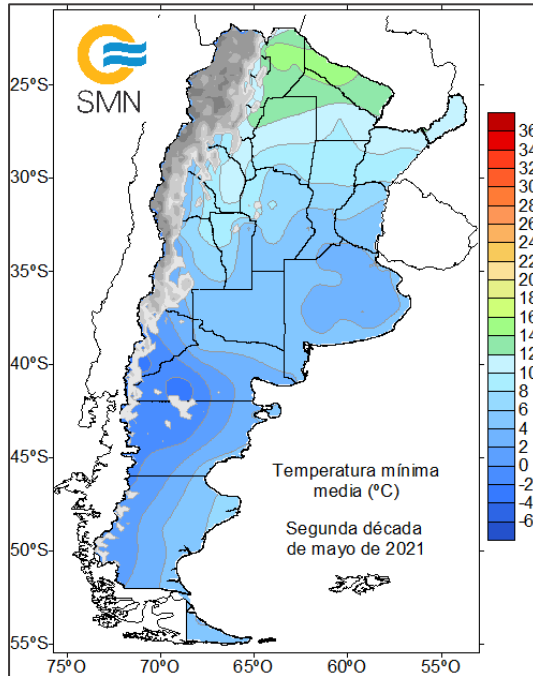 SMN
25°S
30°S
35°S
40°S
45°S
50°S
55°S
75°O
70°O
65°O
60°O
55°O
36
34
32
30
28
26
24
22
20
18
16
14
12
10
8
6
4
2
0
-2
-4
-6
Temperatura mínima
media (ºC)
Segunda década
de mayo de 2021